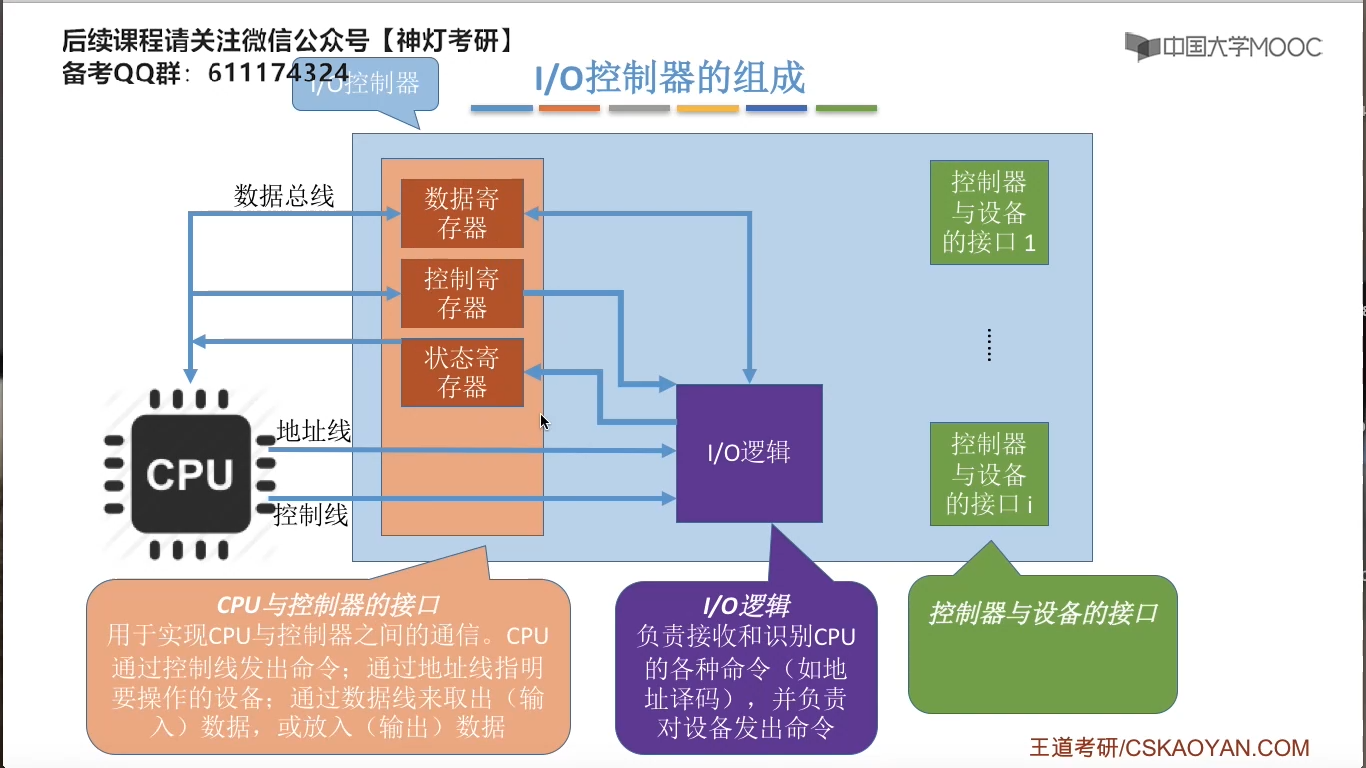 后续课程请关注微信公众号【神灯考研】
备考QQ群：611174324
中国大学MOOC
I/O控制器的组成
I/O控制器
数据总线
数据寄
存器
控制寄
存器
状态寄
存器
控制器
与设备
的接口 1
地址线
CPU
控制线
I/O逻辑
控制器
与设备
的接口 i
CPU与控制器的接口
用于实现CPU与控制器之间的通信。CPU
通过控制线发出命令；通过地址线指明
要操作的设备；通过数据线来取出（输
入）数据，或放入（输出）数据
I/O逻辑
负责接收和识别CPU
的各种命令（如地
址译码），并负责
对设备发出命令
控制器与设备的接口
王道考研/CSKAOYAN.COM